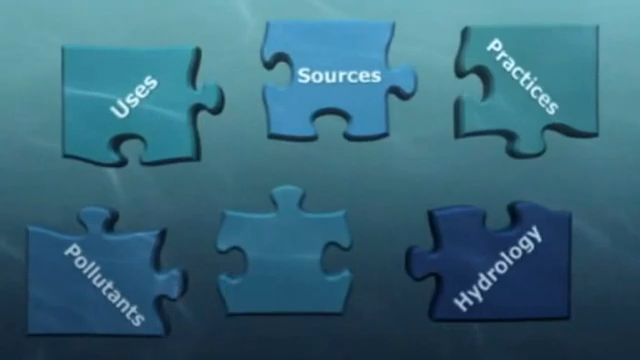 Uses
Sources
Practices
Pollutants
Hydrology